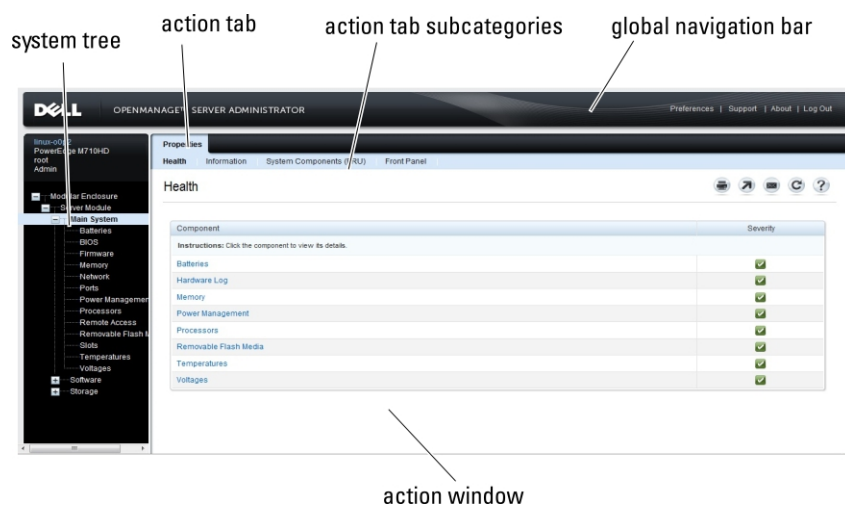 system tree
action tab
action tab subcategories
global navigation bar
DELL
OPENMANAGE™ SERVER ADMINISTRATOR
Preferences | Support | About | Log Out
linux-o0p2
PowerEdge M710HD
root
Admin
Modular Enclosure
Server Module
Main System
Batteries
BIOS
Firmware
Memory
Network
Ports
Power Managemen
Processors
Remote Access
Removable Flash M
Slots
Temperatures
Voltages
Software
Storage
Properties
Health Information System Components (FRU) Front Panel
Health
Component Severity
Instructions: Click the component to view its details.
Batteries
Hardware Log
Memory
Power Management
Processors
Removable Flash Media
Temperatures
Voltages
action window